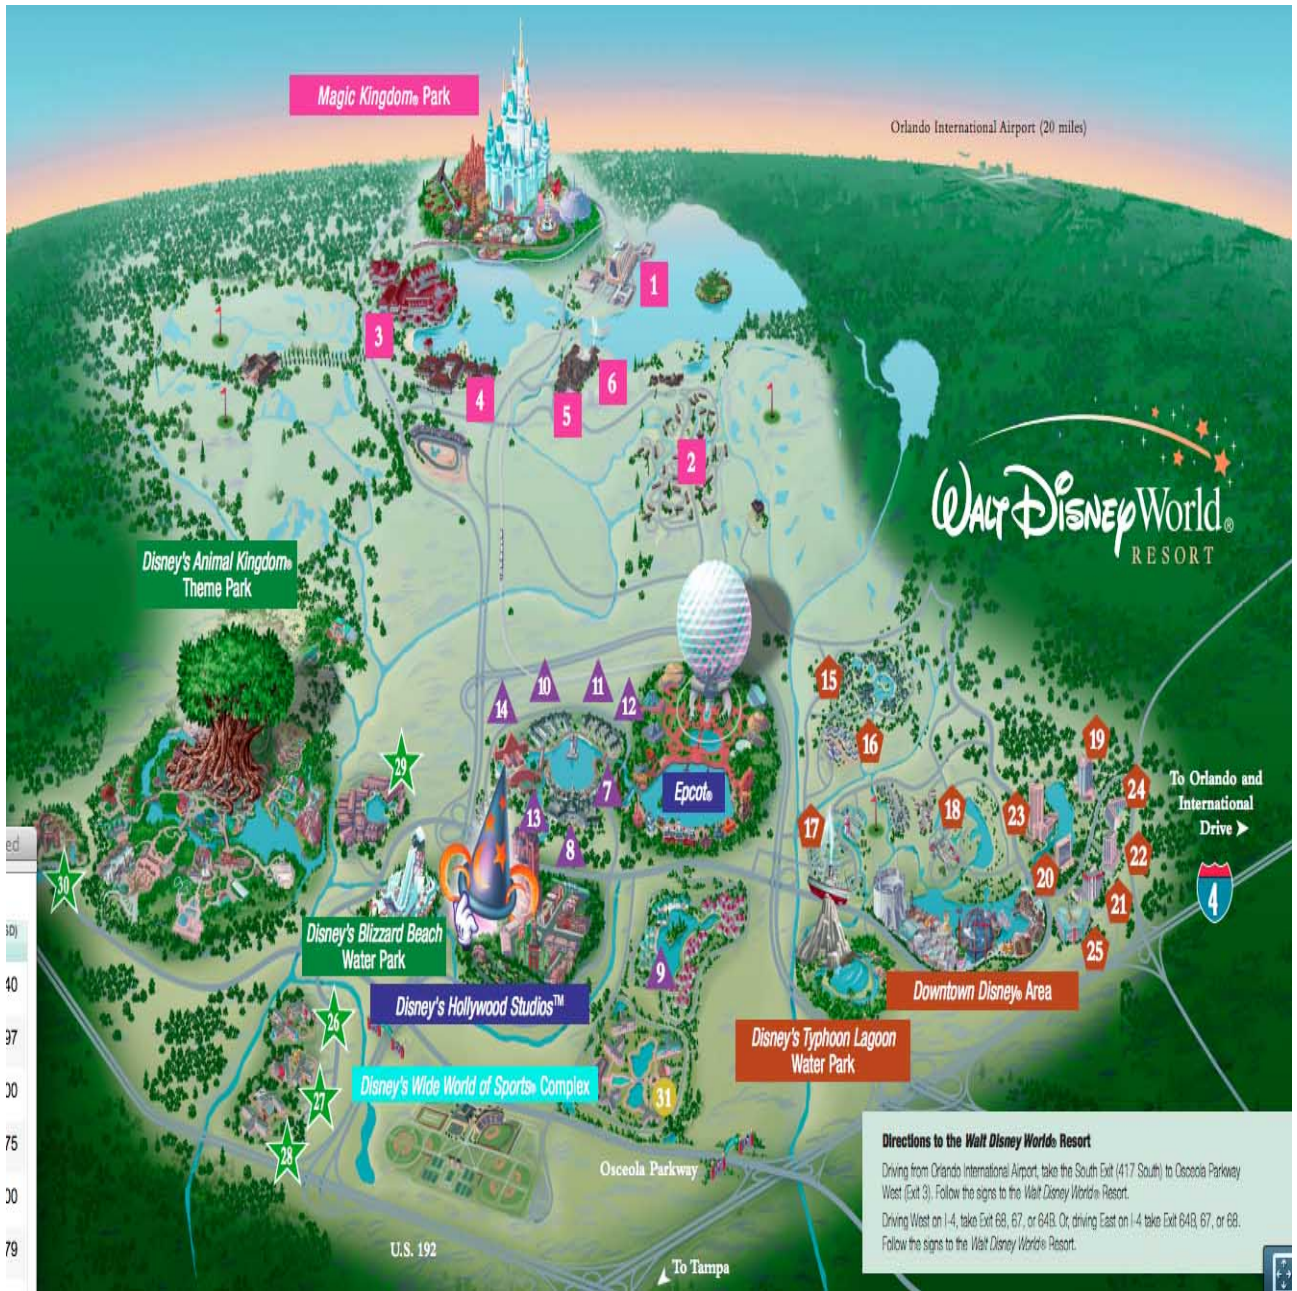 Magic Kingdom® Park
Orlando International Airport (20 miles)
1
3
6
4
5
2
WALT DISNEY World®
RESORT
Disney's Animal Kingdom®
Theme Park
10
11
12
14
15
16
19
29
7
Epcot®
To Orlando and
International
Drive
24
18
23
17
13
8
22
20
30
4
21
25
9
Disney's Blizzard Beach
Water Park
Disney's Hollywood Studios™
Downtown Disney® Area
26
Disney's Typhoon Lagoon
Water Park
Disney's Wide World of Sports® Complex
27
31
28
Osceola Parkway
U.S. 192
To Tampa
Directions to the Walt Disney World® Resort
Driving from Orlando International Airport, take the South Exit (417 South) to Osceola Parkway
West (Exit 3). Follow the signs to the Walt Disney World® Resort.
Driving West on I-4, take Exit 68, 67, or 64B. Or, driving East on I-4 take Exit 64B, 67, or 68.
Follow the signs to the Walt Disney World® Resort.
ed
40
97
00
75
00
79